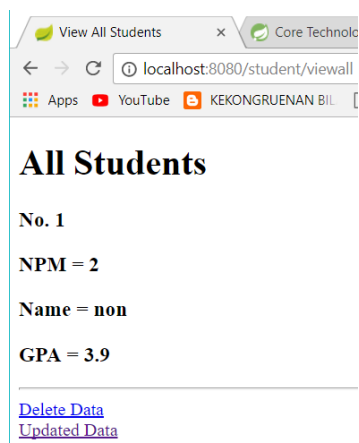 View All Students
Core Technolo
localhost:8080/student/viewall
Apps YouTube KEKONGRUENAN BIL
All Students
No. 1
NPM = 2
Name = non
GPA = 3.9
Delete Data
Updated Data